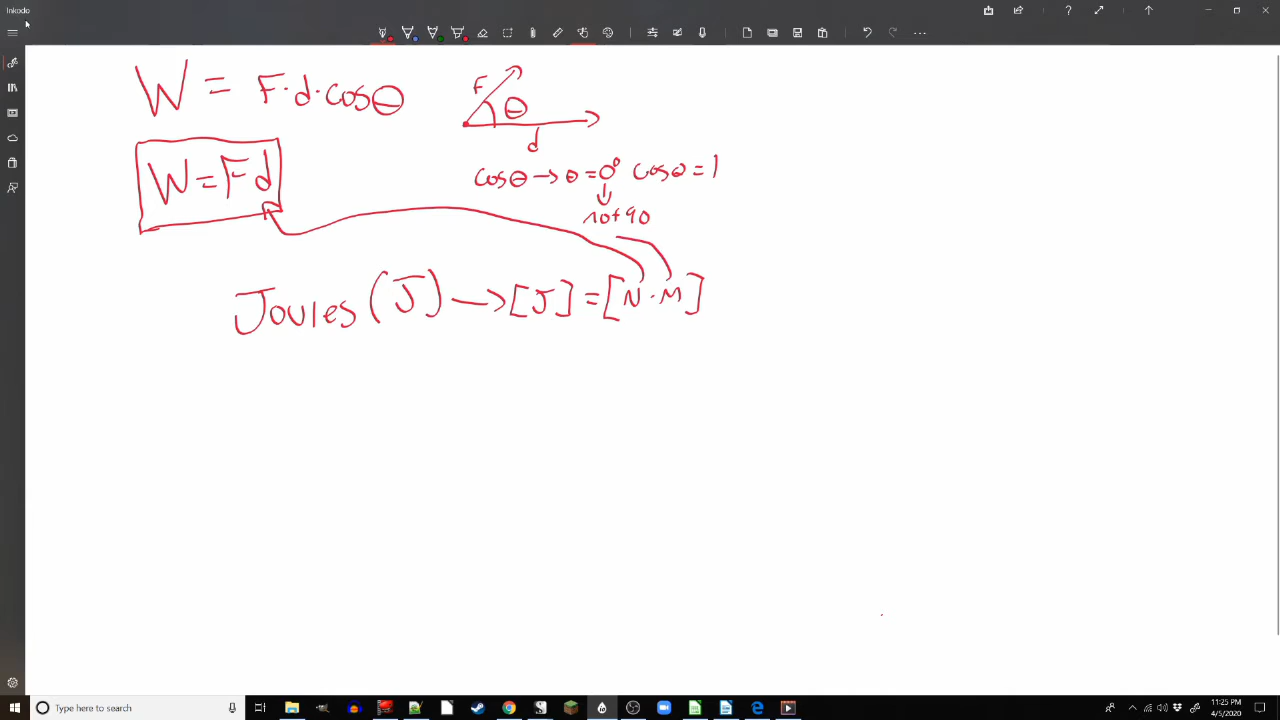 Inkodo
W = F·d·cosθ
F
θ
d
W = Fd
cosθ → θ = 0° cosθ = 1
↓
not 90
Joules (J) → [J] = [N·M]
Type here to search
11:25 PM
4/5/2020